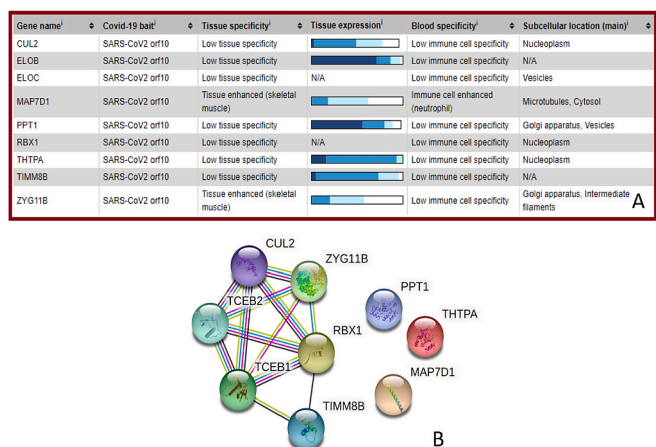 Gene name i Covid-19 bait i Tissue specificity i Tissue expression i Blood specificity i Subcellular location (main) i
CUL2 SARS-CoV2 orf10 Low tissue specificity Low immune cell specificity Nucleoplasm
ELOB SARS-CoV2 orf10 Low tissue specificity Low immune cell specificity N/A
ELOC SARS-CoV2 orf10 Low tissue specificity N/A Low immune cell specificity Vesicles
MAP7D1 SARS-CoV2 orf10 Tissue enhanced (skeletal muscle) Immune cell enhanced (neutrophil) Microtubules, Cytosol
PPT1 SARS-CoV2 orf10 Low tissue specificity Low immune cell specificity Golgi apparatus, Vesicles
RBX1 SARS-CoV2 orf10 Low tissue specificity N/A Low immune cell specificity Nucleoplasm
THTPA SARS-CoV2 orf10 Low tissue specificity Low immune cell specificity Nucleoplasm
TIMM8B SARS-CoV2 orf10 Low tissue specificity Low immune cell specificity N/A
ZYG11B SARS-CoV2 orf10 Tissue enhanced (skeletal muscle) Low immune cell specificity Golgi apparatus, Intermediate filaments
A
CUL2
ZYG11B
TCEB2
PPT1
THTPA
RBX1
TCEB1
MAP7D1
TIMM8B
B